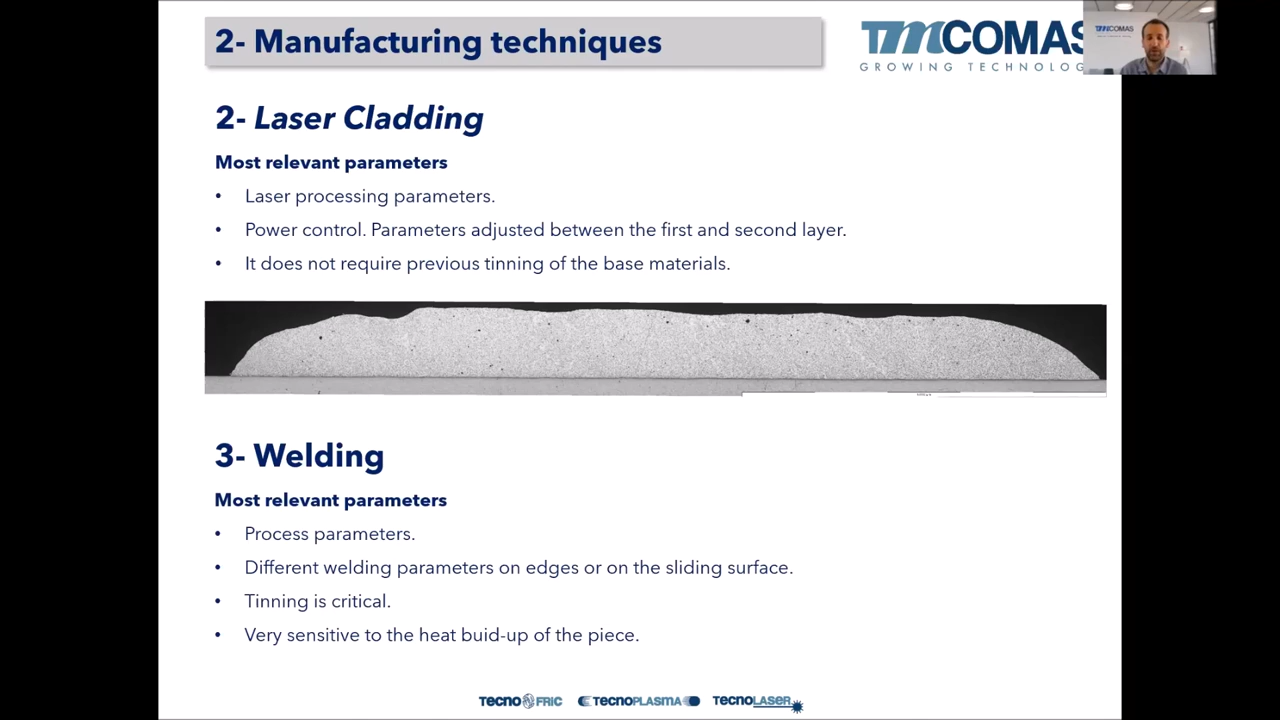 2- Manufacturing techniques
TMCOMAS
GROWING TECHNOLOG
TMCOMAS
2- Laser Cladding
Most relevant parameters
• Laser processing parameters.
• Power control. Parameters adjusted between the first and second layer.
• It does not require previous tinning of the base materials.
3- Welding
Most relevant parameters
• Process parameters.
• Different welding parameters on edges or on the sliding surface.
• Tinning is critical.
• Very sensitive to the heat buid-up of the piece.
TECNOFRIC TECNOPLASMA TECNOLASER